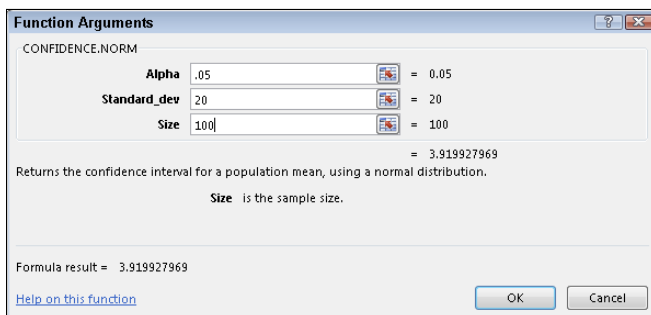 Function Arguments
CONFIDENCE.NORM
Alpha .05 = 0.05
Standard_dev 20 = 20
Size 100 = 100
= 3.919927969
Returns the confidence interval for a population mean, using a normal distribution.
Size is the sample size.
Formula result = 3.919927969
Help on this function OK Cancel